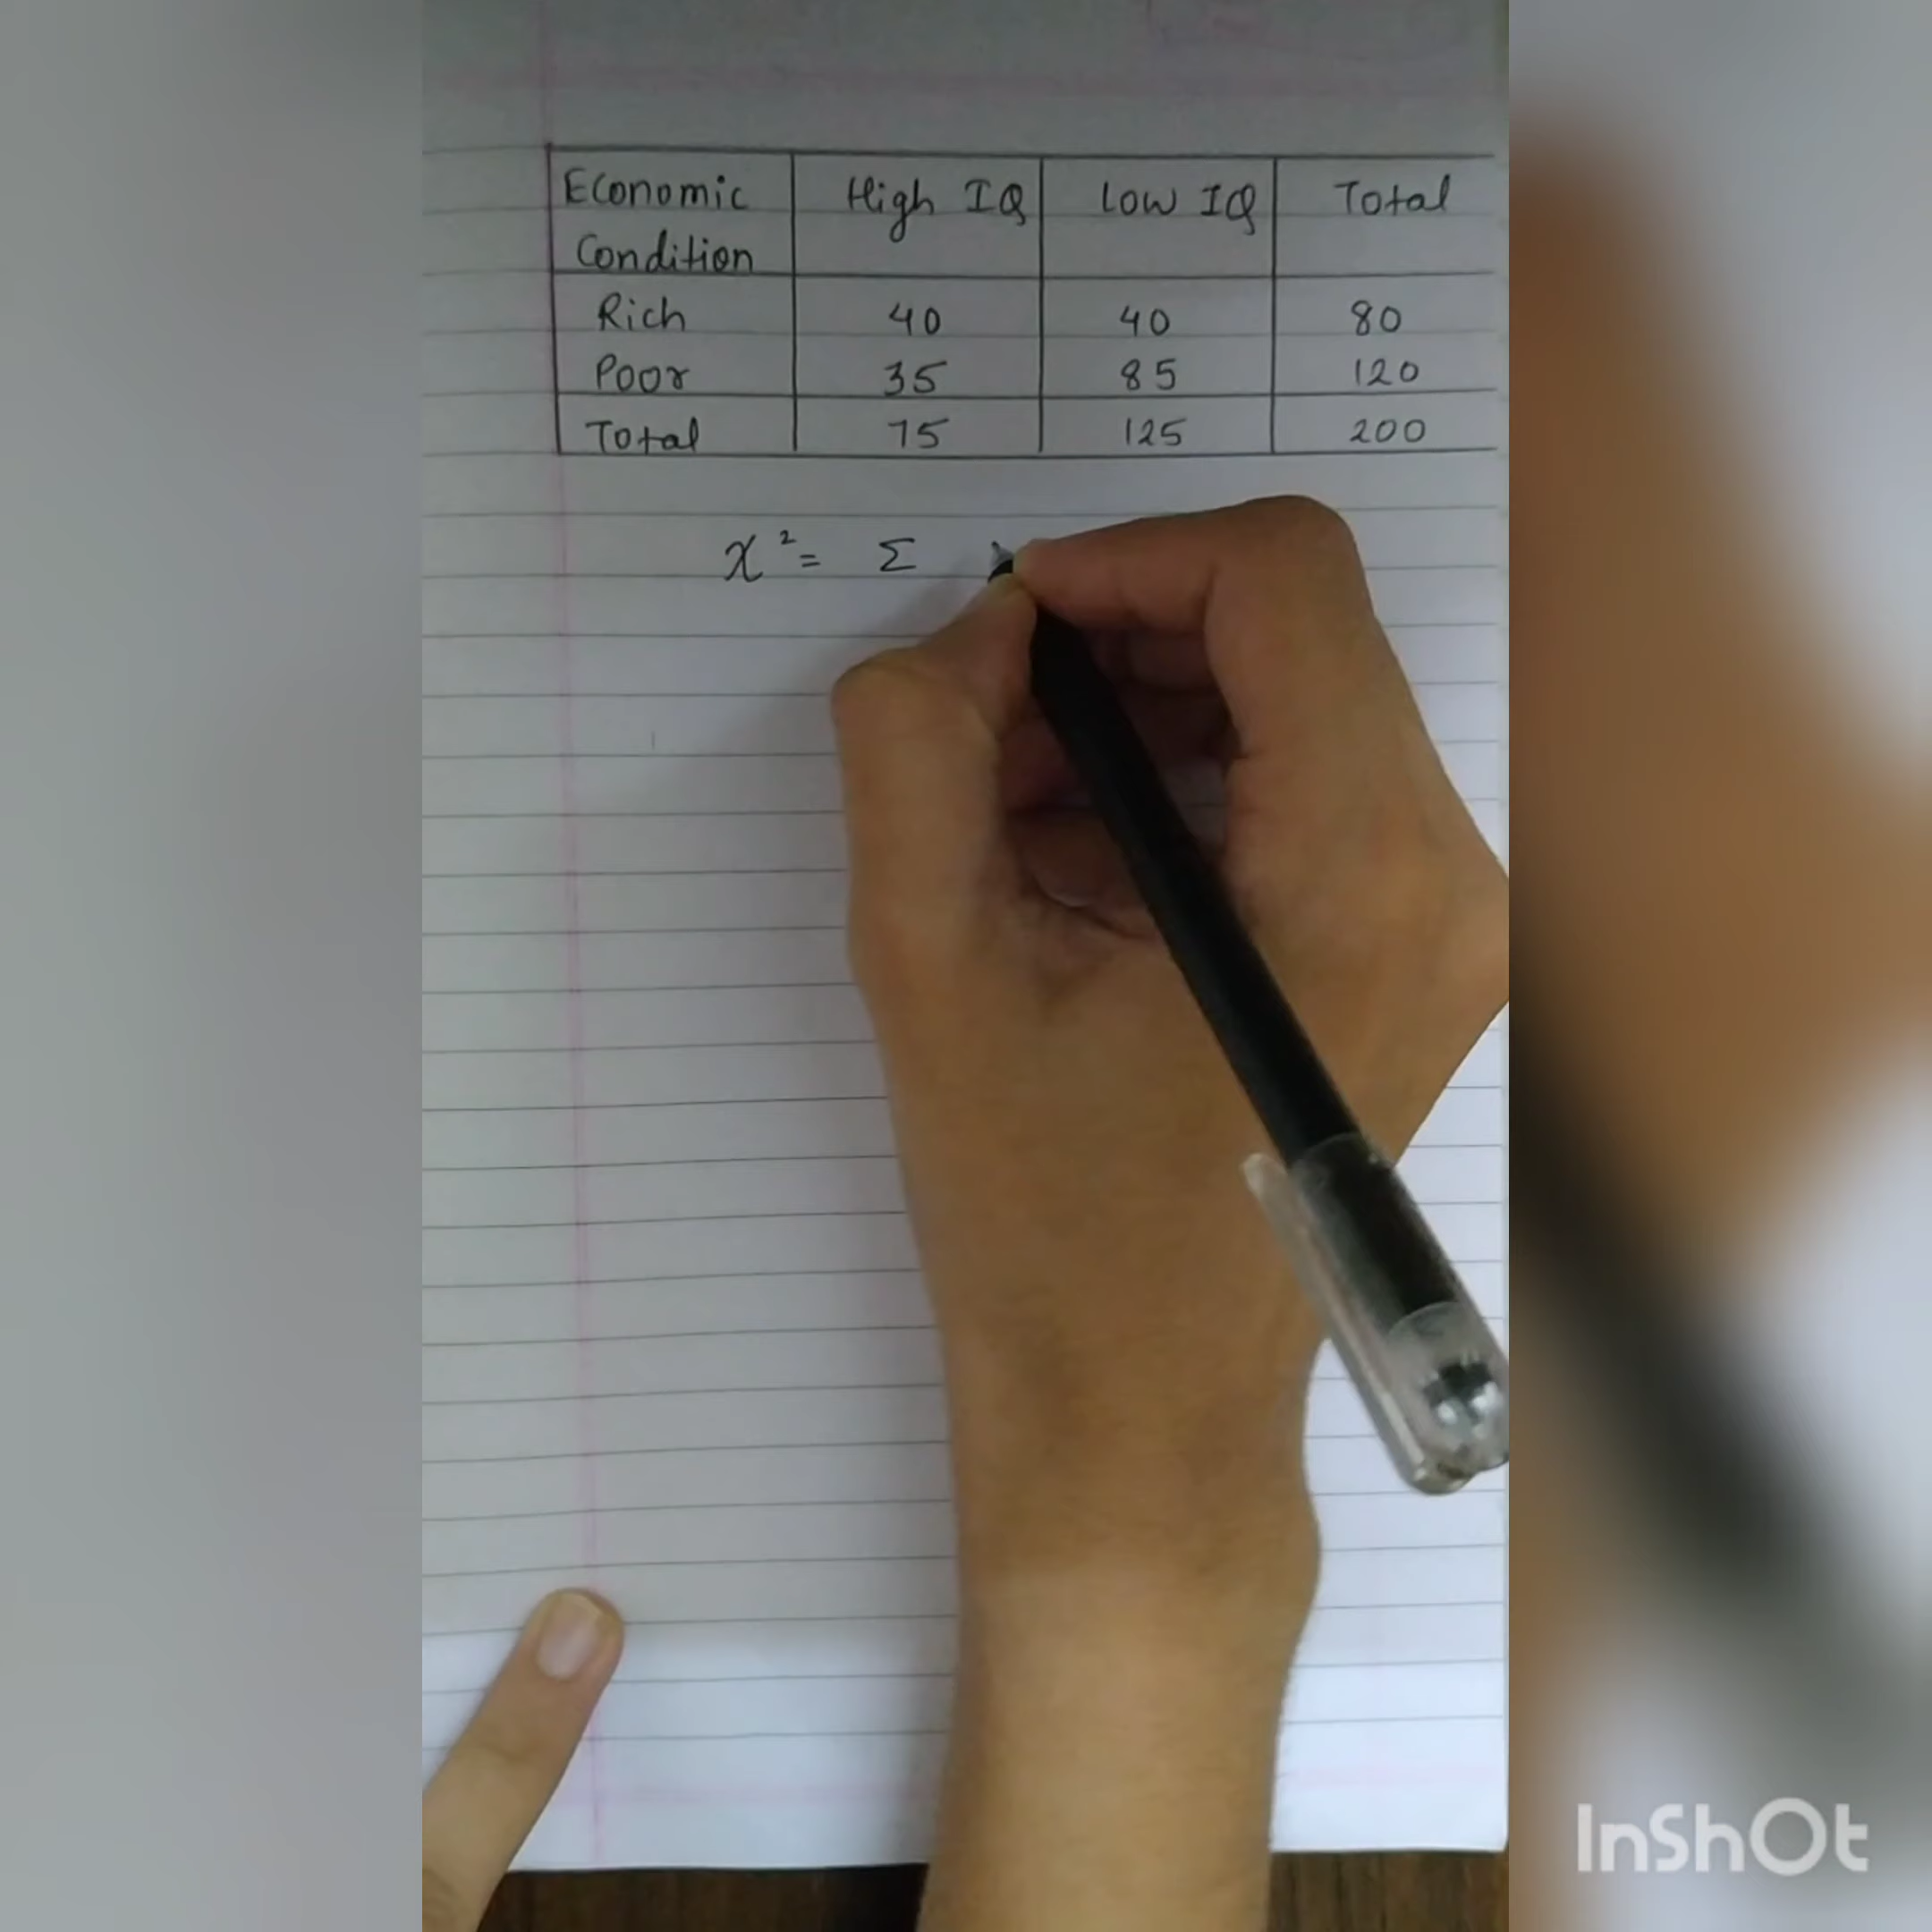 Economic Condition High IQ Low IQ Total
Rich 40 40 80
Poor 35 85 120
Total 75 125 200
χ² = Σ
InShOt